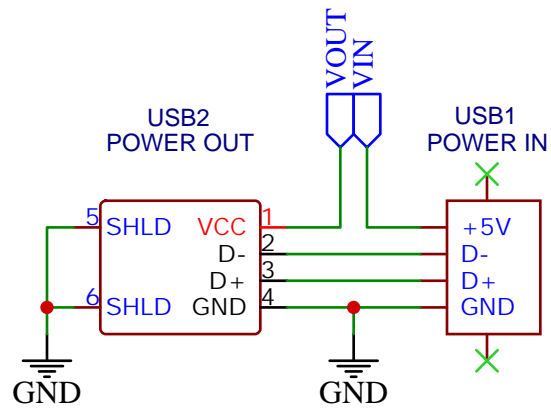 VOUT
VIN
USB2
POWER OUT
USB1
POWER IN
5 SHLD VCC 1
D- 2
D+ 3
6 SHLD GND 4
+5V
D-
D+
GND
GND
GND